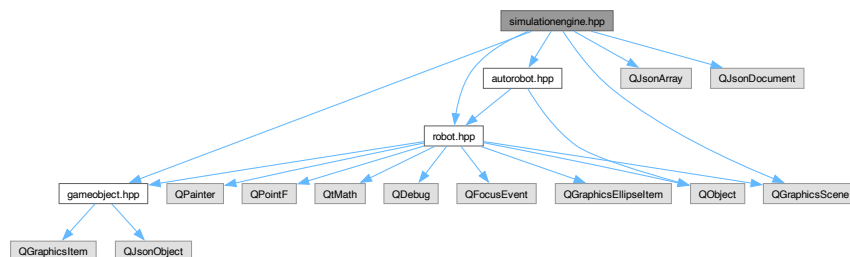 simulationengine.hpp
autorobot.hpp
QJsonArray
QJsonDocument
robot.hpp
gameobject.hpp
QPainter
QPointF
QtMath
QDebug
QFocusEvent
QGraphicsEllipseItem
QObject
QGraphicsScene
QGraphicsItem
QJsonObject